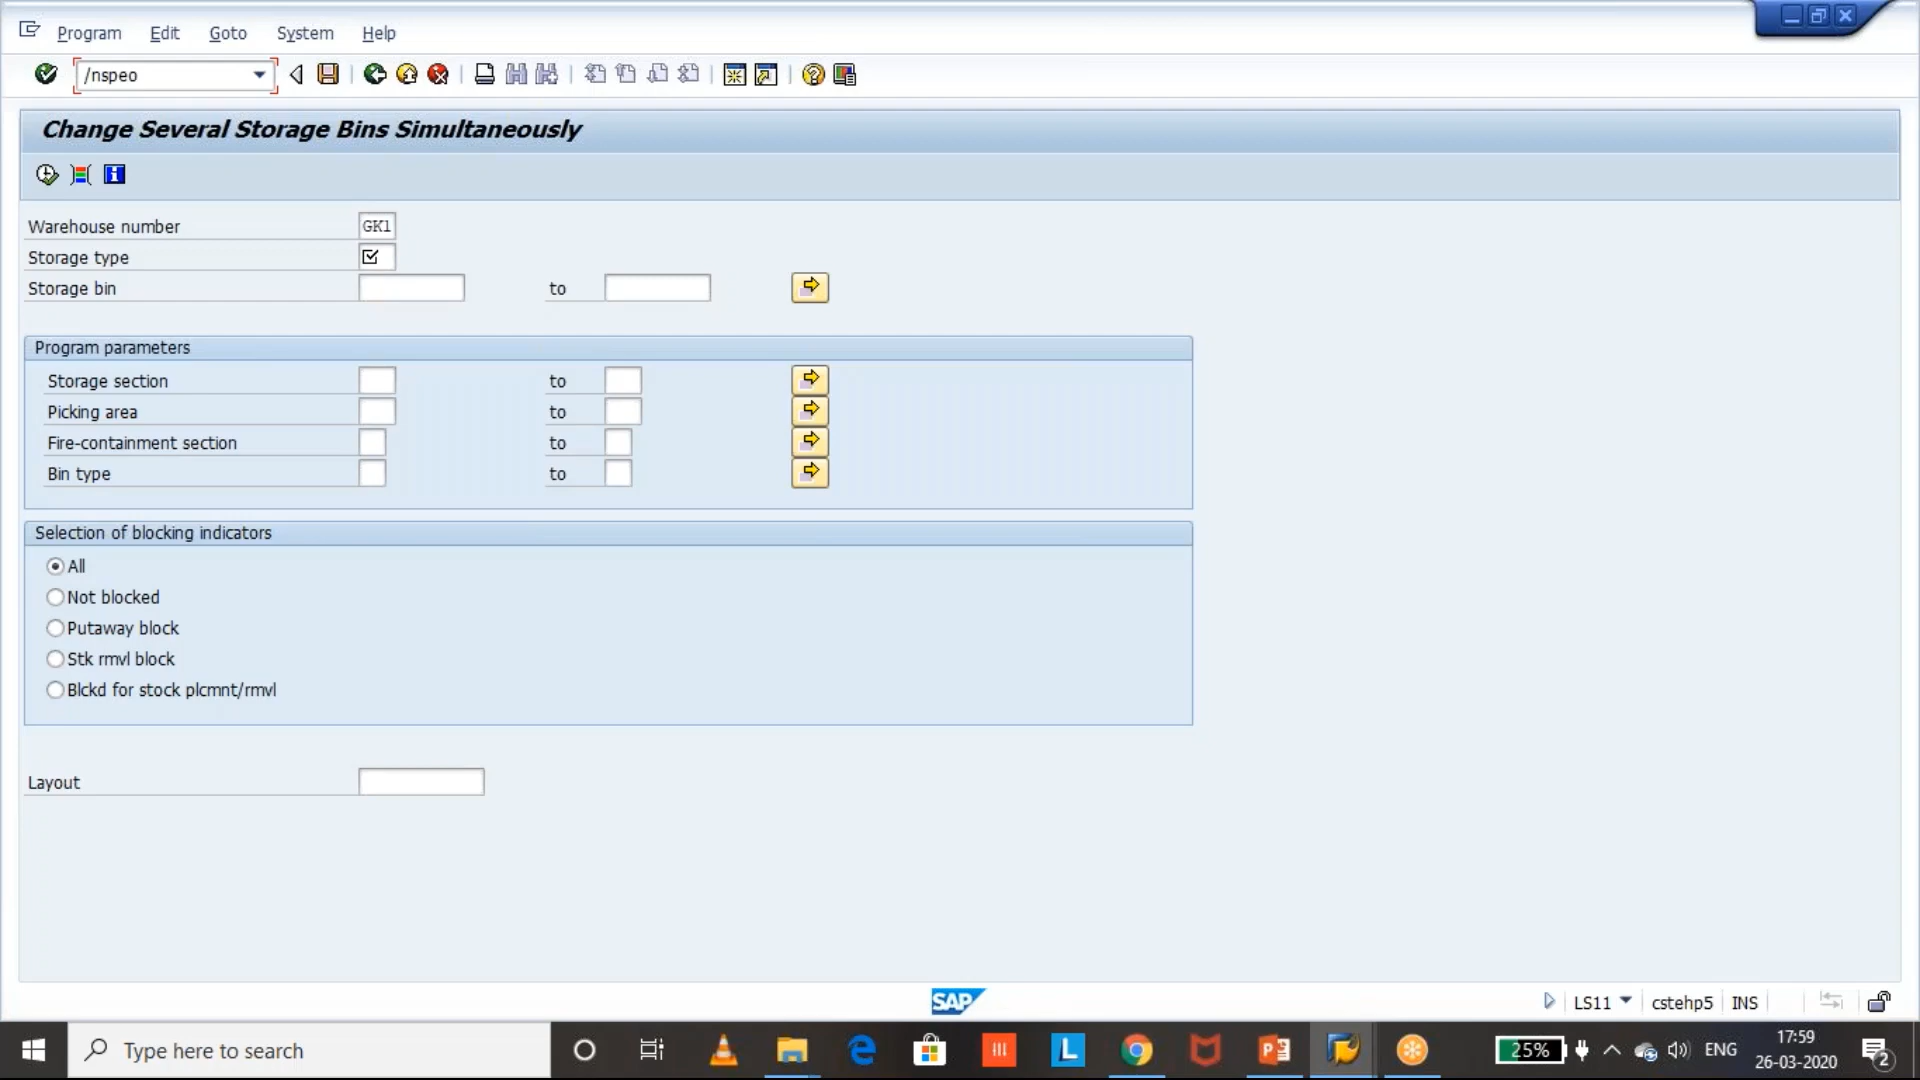 Program Edit Goto System Help
/nspeo
Change Several Storage Bins Simultaneously
Warehouse number GK1
Storage type
Storage bin to
Program parameters
Storage section to
Picking area to
Fire-containment section to
Bin type to
Selection of blocking indicators
All
Not blocked
Putaway block
Stk rmvl block
Blckd for stock plcmnt/rmvl
Layout
SAP
LS11 cstehp5 INS
Type here to search
25% ENG
17:59
26-03-2020
2